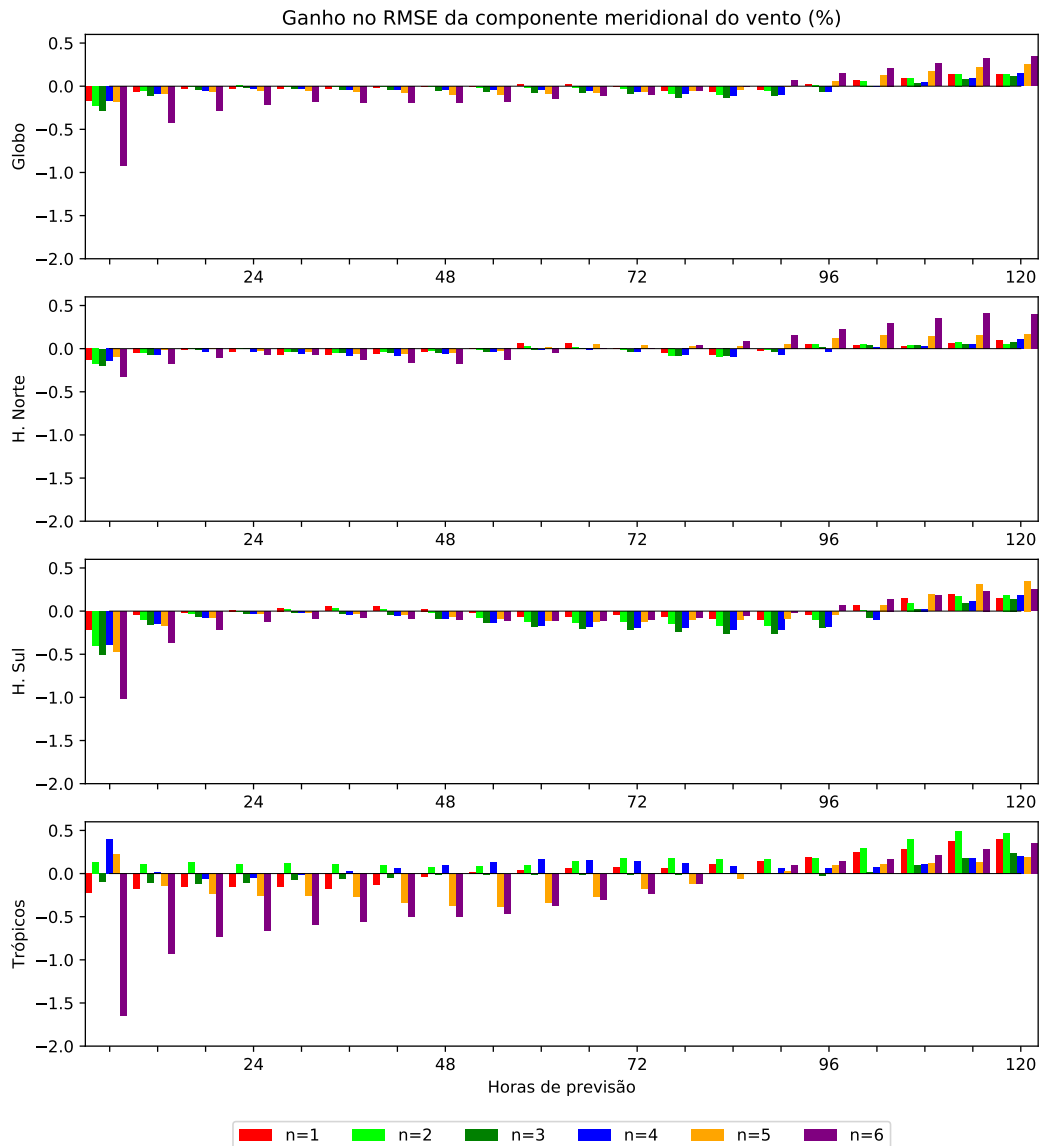 Ganho no RMSE da componente meridional do vento (%)
0.5
0.0
−0.5
−1.0
−1.5
−2.0
Globo
24 48 72 96 120
0.5
0.0
−0.5
−1.0
−1.5
−2.0
H. Norte
24 48 72 96 120
0.5
0.0
−0.5
−1.0
−1.5
−2.0
H. Sul
24 48 72 96 120
0.5
0.0
−0.5
−1.0
−1.5
−2.0
Trópicos
24 48 72 96 120
Horas de previsão
n=1 n=2 n=3 n=4 n=5 n=6